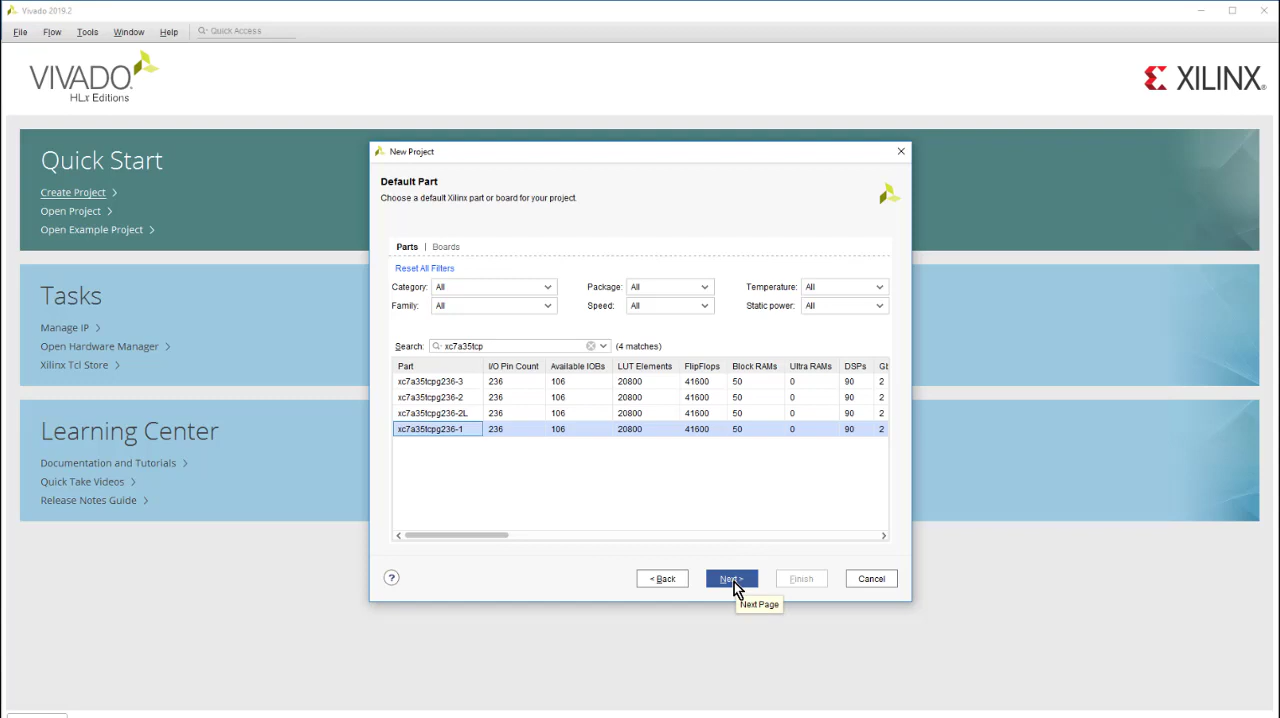 Vivado 2019.2
File Flow Tools Window Help Quick Access
VIVADO.
HLx Editions
XILINX
Quick Start
Create Project >
Open Project >
Open Example Project >
Tasks
Manage IP >
Open Hardware Manager >
Xilinx Tcl Store >
Learning Center
Documentation and Tutorials >
Quick Take Videos >
Release Notes Guide >
New Project
Default Part
Choose a default Xilinx part or board for your project.
Parts | Boards
Reset All Filters
Category: All Package: All Temperature: All
Family: All Speed: All Static power: All
Search: xc7a35tcp (4 matches)
Part I/O Pin Count Available IOBs LUT Elements FlipFlops Block RAMs Ultra RAMs DSPs Gt
xc7a35tcpg236-3 236 106 20800 41600 50 0 90 2
xc7a35tcpg236-2 236 106 20800 41600 50 0 90 2
xc7a35tcpg236-2L 236 106 20800 41600 50 0 90 2
xc7a35tcpg236-1 236 106 20800 41600 50 0 90 2
? < Back Next > Finish Cancel
Next Page